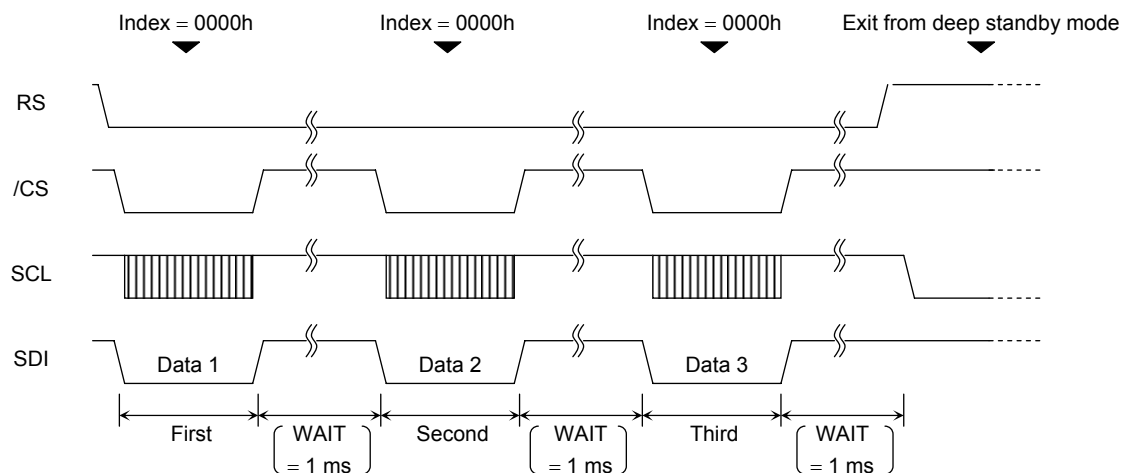 Index = 0000h Index = 0000h Index = 0000h Exit from deep standby mode
RS
/CS
SCL
SDI Data 1 Data 2 Data 3
First WAIT Second WAIT Third WAIT
= 1 ms = 1 ms = 1 ms